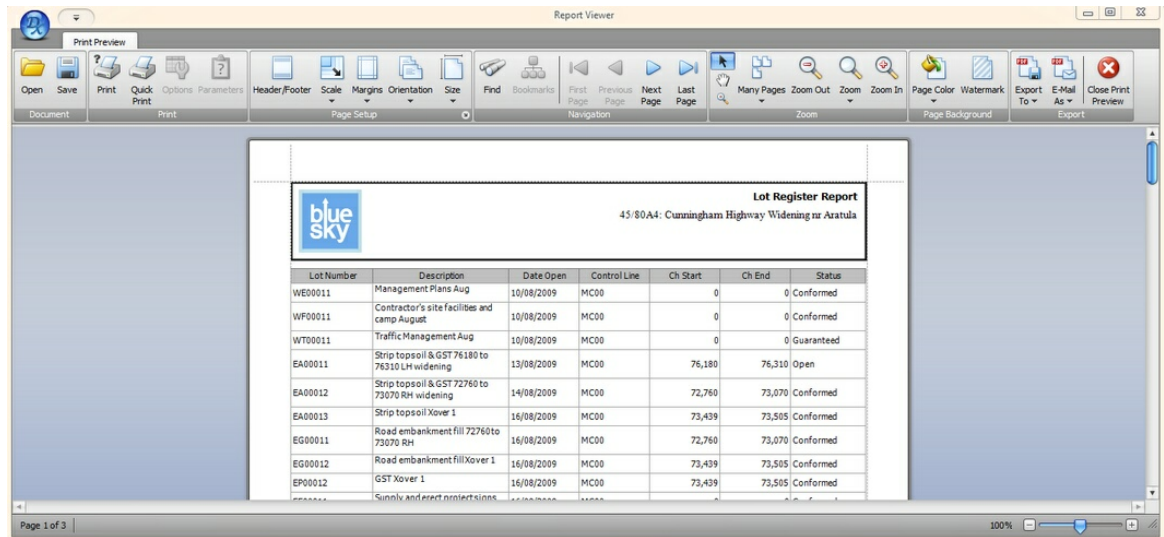 Report Viewer
Print Preview
Open Save Print Quick Print Options Parameters Header/Footer Scale Margins Orientation Size Find Bookmarks First Page Previous Page Next Page Last Page Many Pages Zoom Out Zoom Zoom In Page Color Watermark Export To E-Mail As Close Print Preview
Document Print Page Setup Navigation Zoom Page Background Export
blue
sky
Lot Register Report
45/80A4: Cunningham Highway Widening nr Aratula
Lot Number Description Date Open Control Line Ch Start Ch End Status
WE00011 Management Plans Aug 10/08/2009 MC00 0 0 Conformed
WF00011 Contractor's site facilities and camp August 10/08/2009 MC00 0 0 Conformed
WT00011 Traffic Management Aug 10/08/2009 MC00 0 0 Guaranteed
EA00011 Strip topsoil & GST 76180 to 76310 LH widening 13/08/2009 MC00 76,180 76,310 Open
EA00012 Strip topsoil & GST 72760 to 73070 RH widening 14/08/2009 MC00 72,760 73,070 Conformed
EA00013 Strip topsoil Xover 1 16/08/2009 MC00 73,439 73,505 Conformed
EG00011 Road embankment fill 72760 to 73070 RH 16/08/2009 MC00 72,760 73,070 Conformed
EG00012 Road embankment fill Xover 1 16/08/2009 MC00 73,439 73,505 Conformed
EP00012 GST Xover 1 16/08/2009 MC00 73,439 73,505 Conformed
Supply and erect project signs
Page 1 of 3 100%